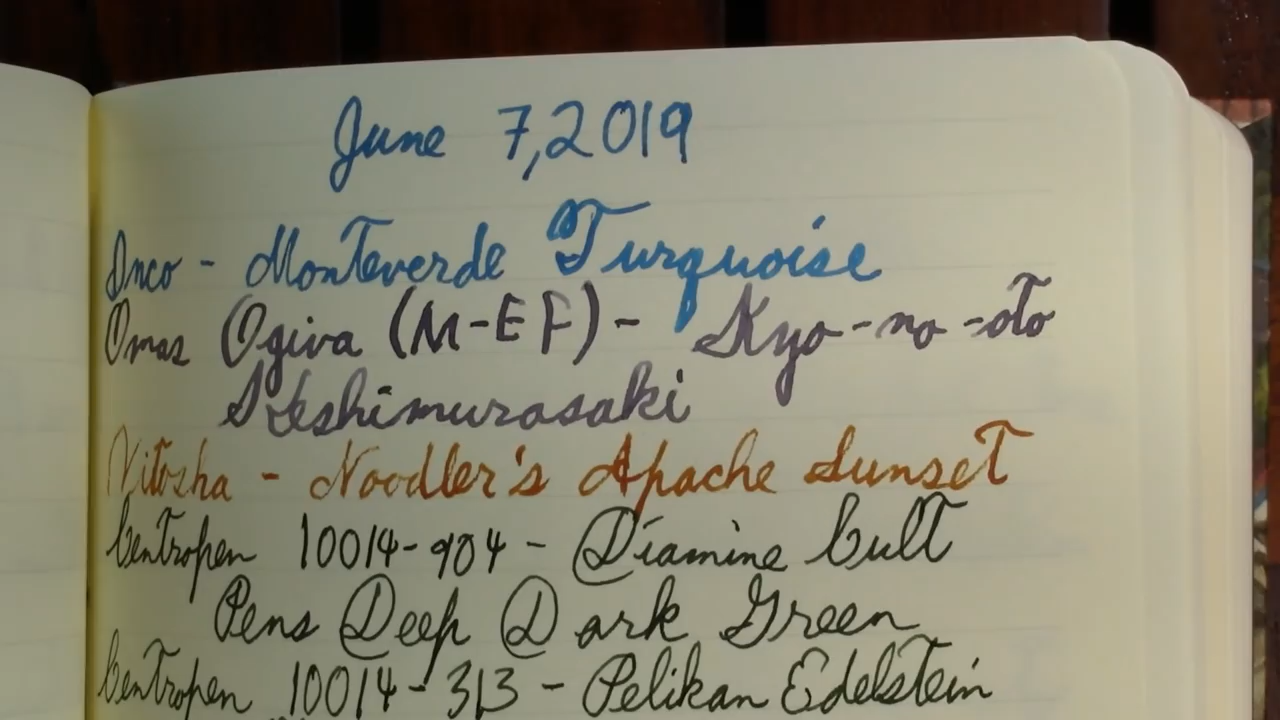 June 7, 2019
Inco - Monteverde Turquoise
Omas Ogiva (M-EF) - Kyo-no-oto
Keshimurasaki
Vitosha - Noodler's Apache Sunset
Centropen 10014-904 - Diamine Cult
Pens Deep Dark Green
Centropen 10014-313 - Pelikan Edelstein